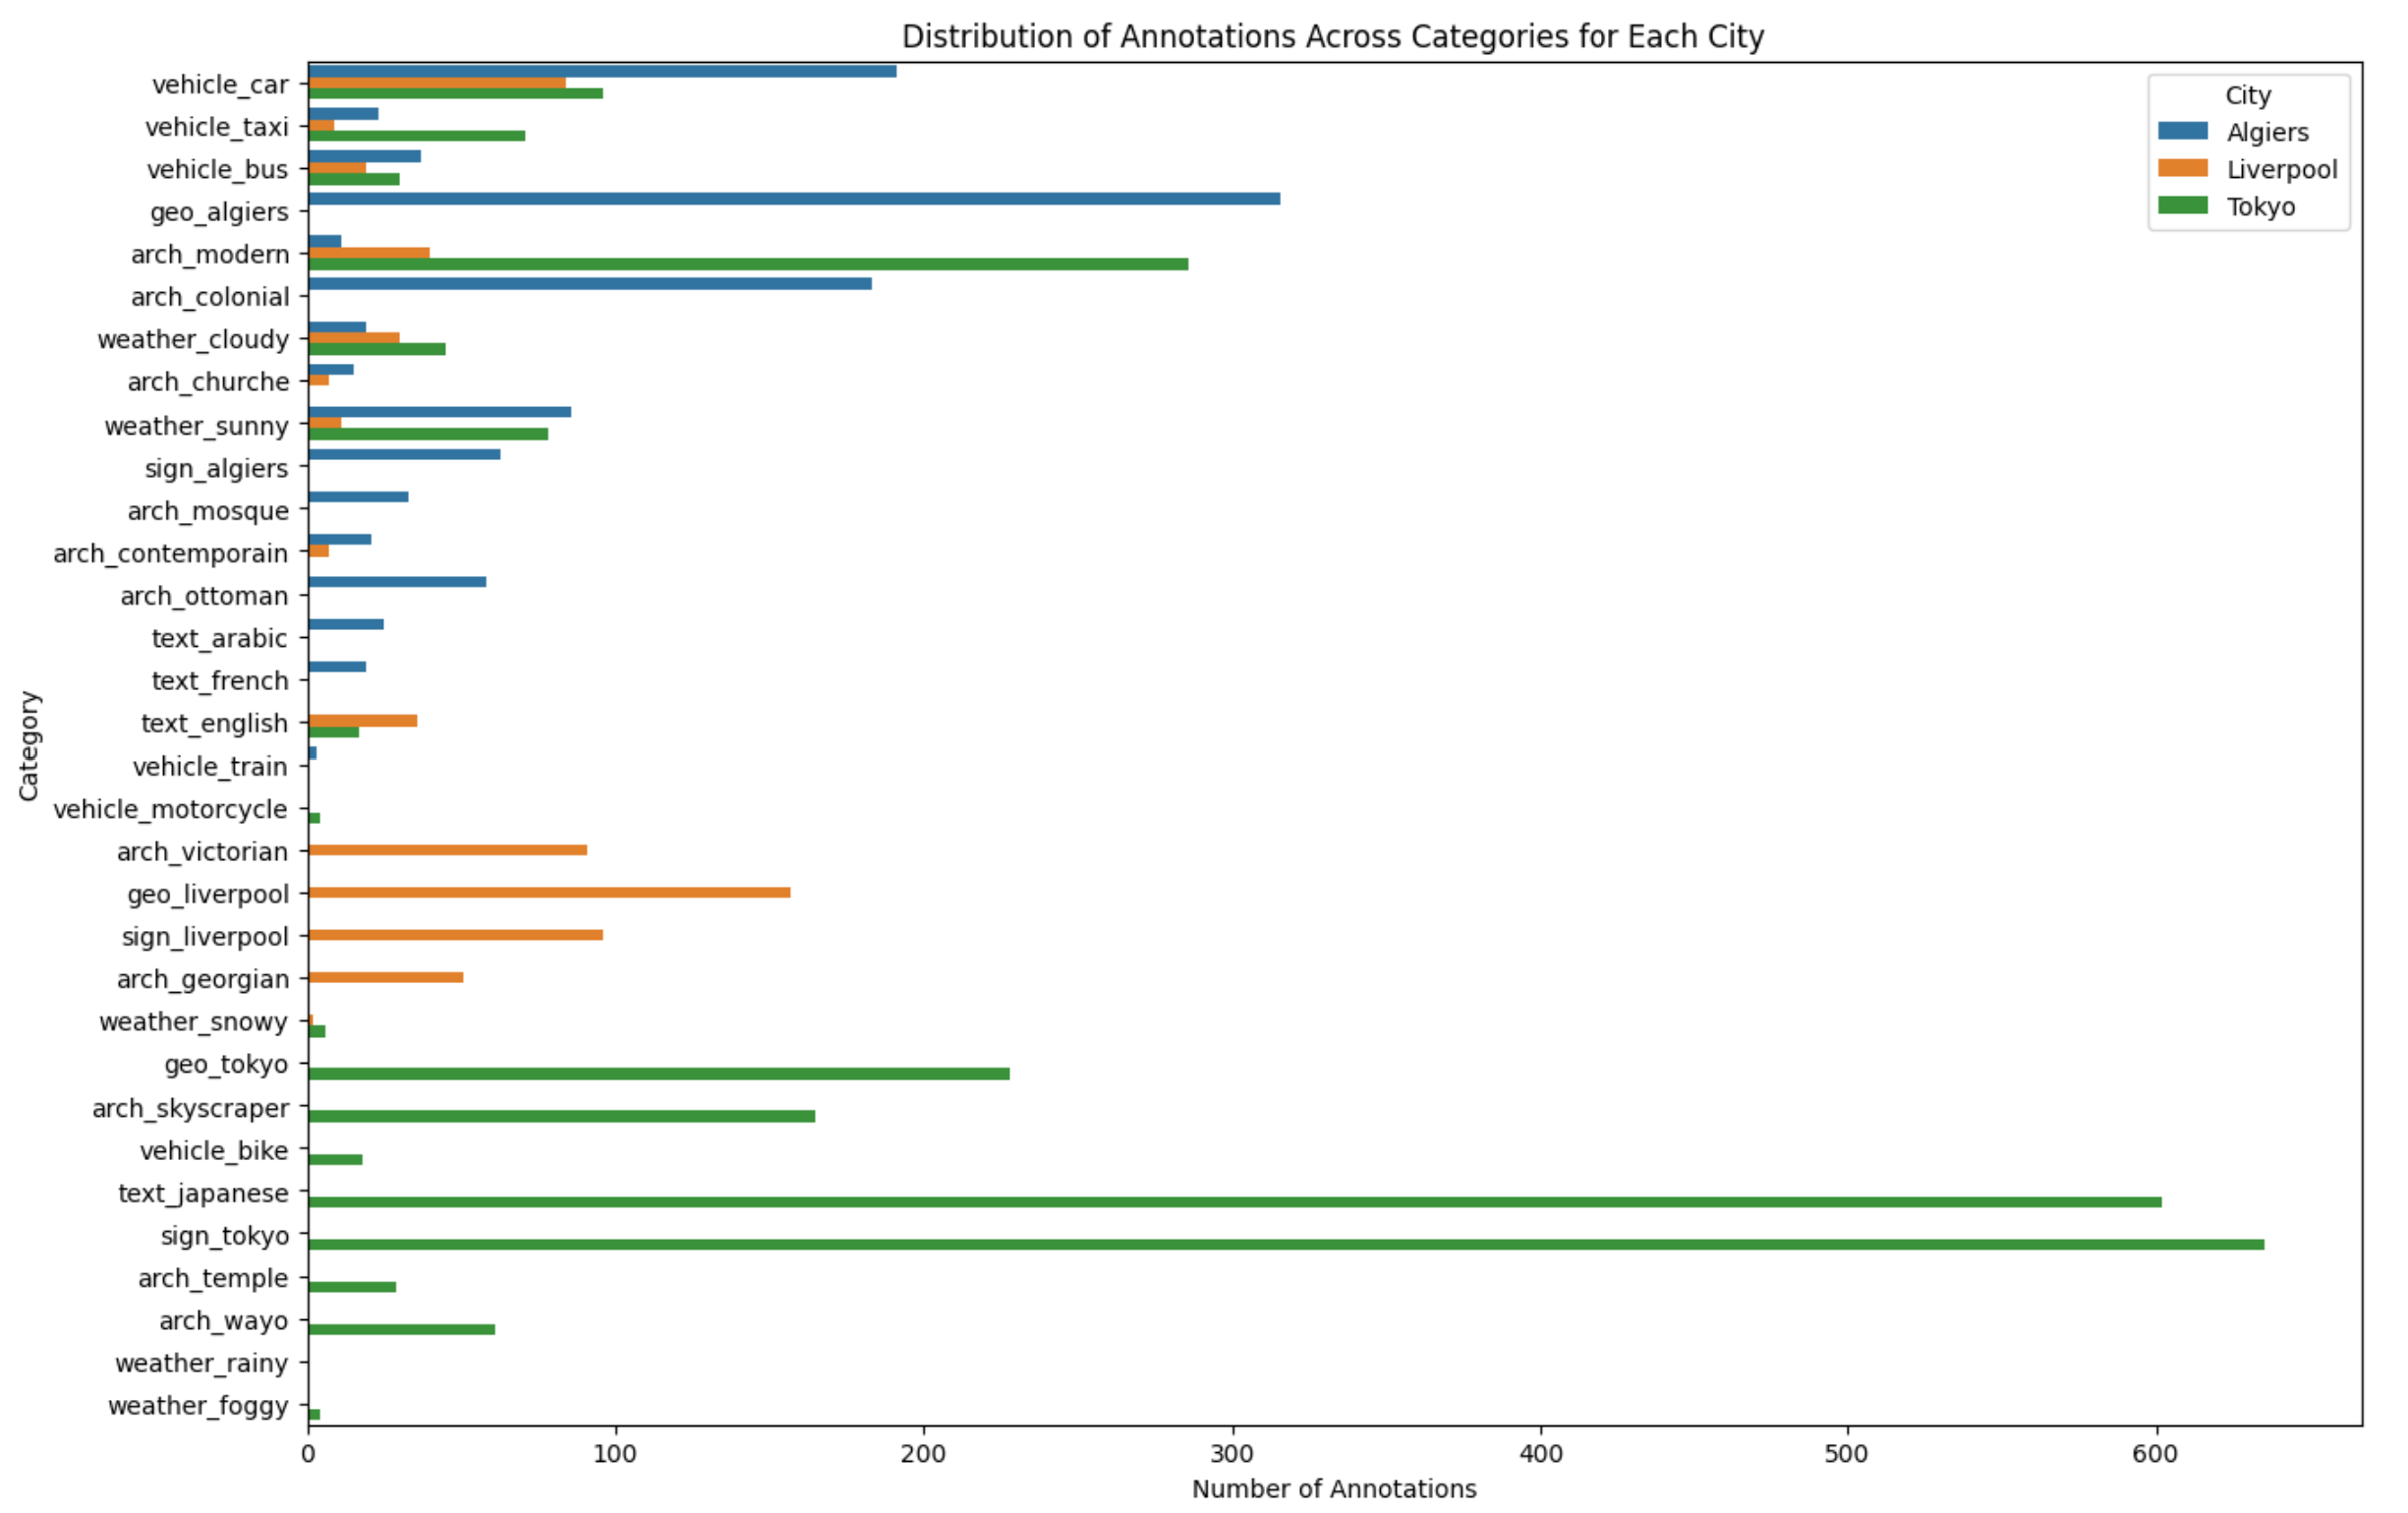 Distribution of Annotations Across Categories for Each City
City
Algiers
Liverpool
Tokyo
Category
vehicle_car
vehicle_taxi
vehicle_bus
geo_algiers
arch_modern
arch_colonial
weather_cloudy
arch_churche
weather_sunny
sign_algiers
arch_mosque
arch_contemporain
arch_ottoman
text_arabic
text_french
text_english
vehicle_train
vehicle_motorcycle
arch_victorian
geo_liverpool
sign_liverpool
arch_georgian
weather_snowy
geo_tokyo
arch_skyscraper
vehicle_bike
text_japanese
sign_tokyo
arch_temple
arch_wayo
weather_rainy
weather_foggy
0 100 200 300 400 500 600
Number of Annotations